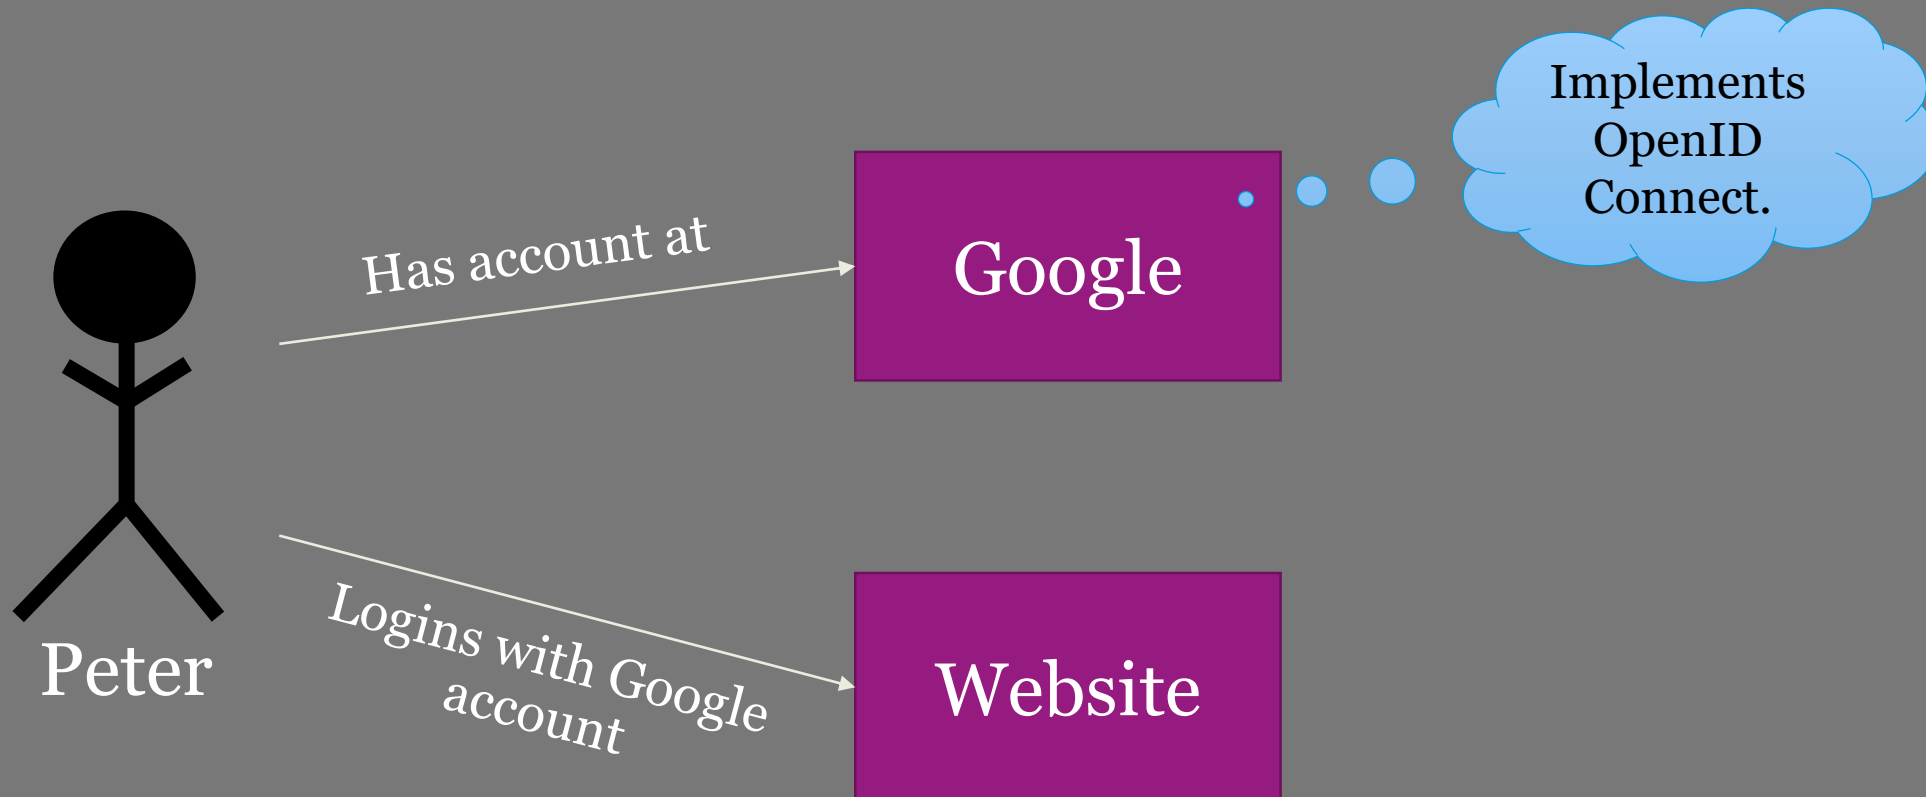 Implements
OpenID
Connect.
Has account at
Google
Peter
Logins with Google
account
Website